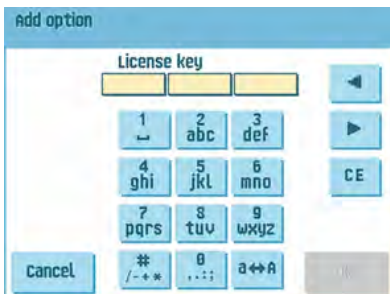 Add option
License key
1 2 3
␣ abc def
4 5 6
ghi jkl mno
CE
7 8 9
pqrs tuv wxyz
Cancel
# 0 a↔A
/-+* ..:;